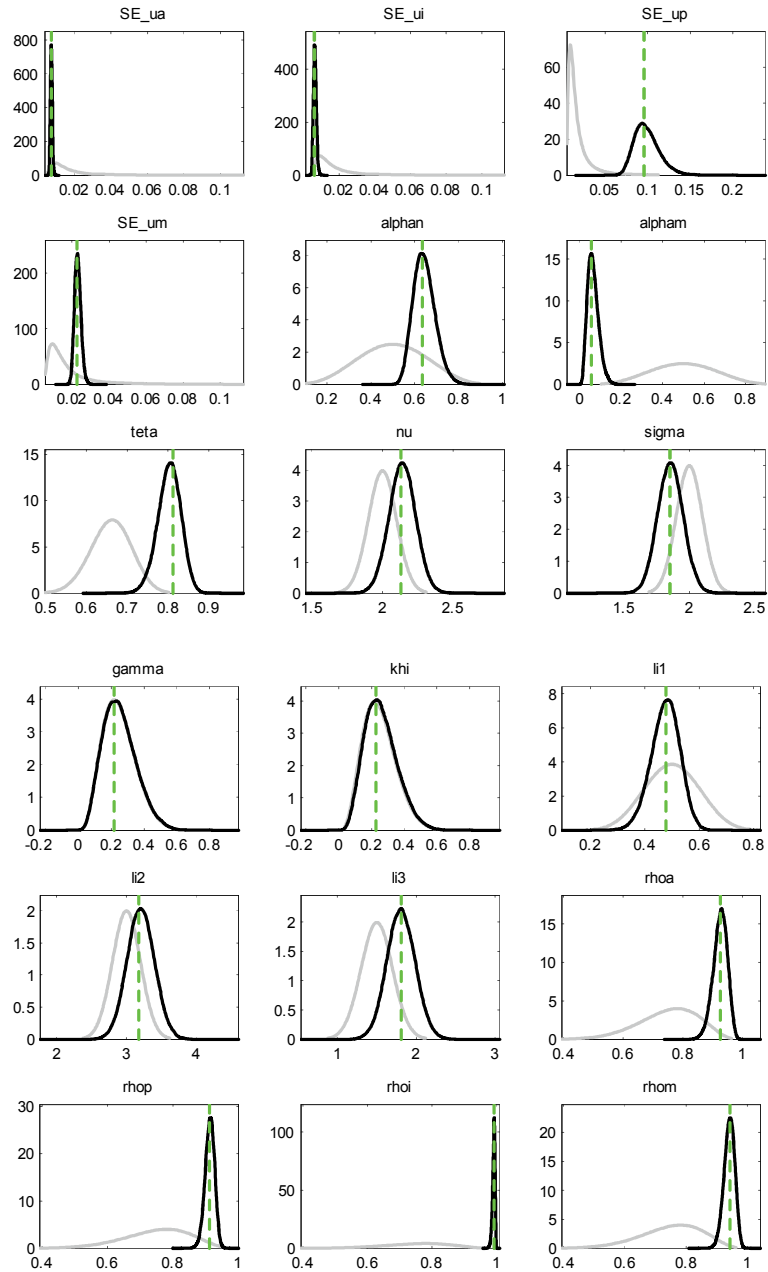 SE_ua SE_ui SE_up
800 600 400 200 0
0.02 0.04 0.06 0.08 0.1
400 200 0
0.02 0.04 0.06 0.08 0.1
60 40 20 0
0.05 0.1 0.15 0.2
SE_um alphan alpham
200 100 0
0.02 0.04 0.06 0.08 0.1
8 6 4 2 0
0.2 0.4 0.6 0.8 1
15 10 5 0
0 0.2 0.4 0.6 0.8
teta nu sigma
15 10 5 0
0.5 0.6 0.7 0.8 0.9
4 3 2 1 0
1.5 2 2.5
4 3 2 1 0
1.5 2 2.5
gamma khi li1
4 3 2 1 0
-0.2 0 0.2 0.4 0.6 0.8
4 3 2 1 0
-0.2 0 0.2 0.4 0.6 0.8
8 6 4 2 0
0.2 0.4 0.6 0.8
li2 li3 rhoa
2 1.5 1 0.5 0
2 3 4
2 1.5 1 0.5 0
1 2 3
15 10 5 0
0.4 0.6 0.8 1
rhop rhoi rhom
30 20 10 0
0.4 0.6 0.8 1
100 50 0
0.4 0.6 0.8 1
20 15 10 5 0
0.4 0.6 0.8 1